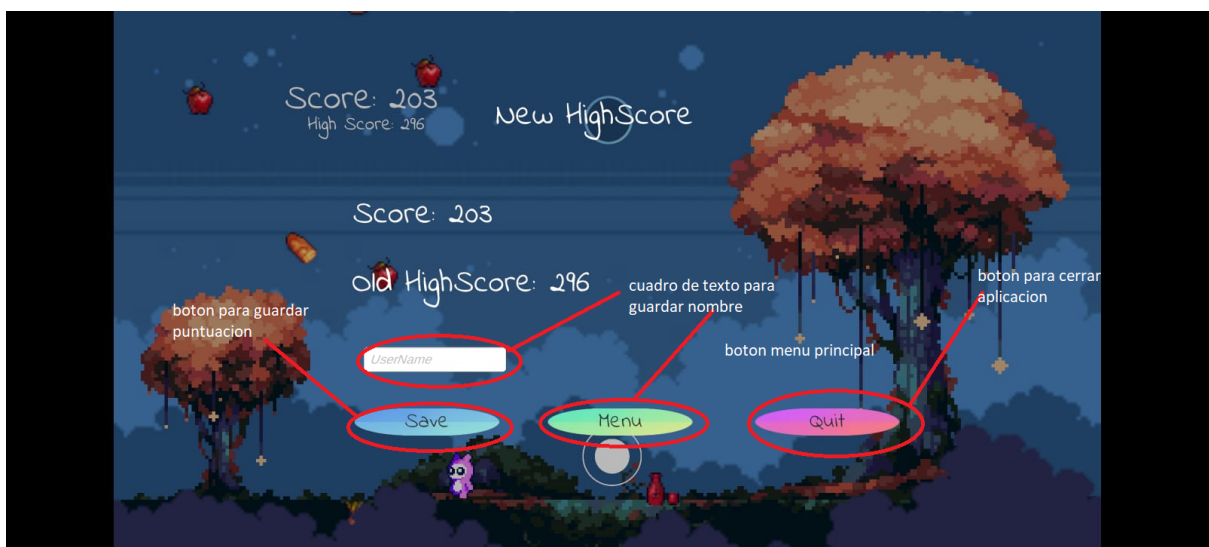 Score: 203
High Score: 296
New HighScore
Score: 203
Old HighScore: 296
cuadro de texto para
guardar nombre
boton para cerrar
aplicacion
boton para guardar
puntuacion
boton menu principal
UserName
Save
Menu
Quit